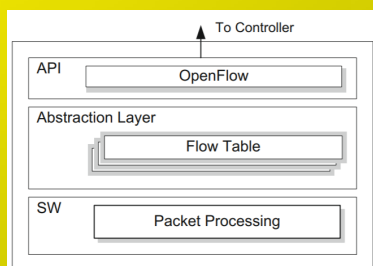 To Controller
API
OpenFlow
Abstraction Layer
Flow Table
SW
Packet Processing